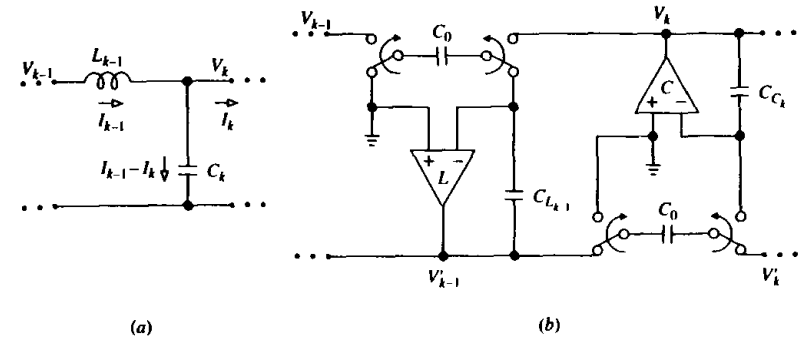 V_{k-1}
L_{k-1}
V_k
I_{k-1}
I_k
I_{k-1} – I_k
C_k
(a)
V_{k-1}
C_0
V_k
+ –
L
C_{L_{k-1}}
V'_{k-1}
C
+ –
C_{C_k}
C_0
V'_k
(b)